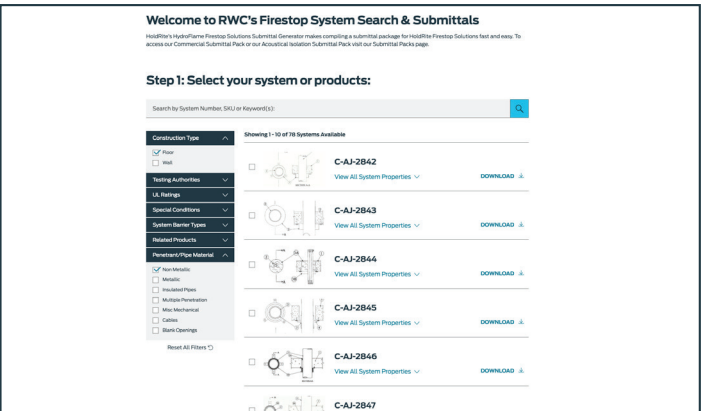 Welcome to RWC's Firestop System Search & Submittals
HoldRite's HydroFlame Firestop Solutions Submittal Generator makes compiling a submittal package for HoldRite Firestop Solutions fast and easy. To
access our Commercial Submittal Pack or our Acoustical Isolation Submittal Pack visit our Submittal Packs page.
Step 1: Select your system or products:
Search by System Number, SKU or Keyword(s):
Construction Type
Floor
Wall
Testing Authorities
UL Ratings
Special Conditions
System Barrier Types
Related Products
Penetrant/Pipe Material
Non Metallic
Metallic
Insulated Pipes
Multiple Penetration
Misc Mechanical
Cables
Blank Openings
Reset All Filters
Showing 1 - 10 of 78 Systems Available
C-AJ-2842
View All System Properties
DOWNLOAD
C-AJ-2843
View All System Properties
DOWNLOAD
C-AJ-2844
View All System Properties
DOWNLOAD
C-AJ-2845
View All System Properties
DOWNLOAD
C-AJ-2846
View All System Properties
DOWNLOAD
C-AJ-2847